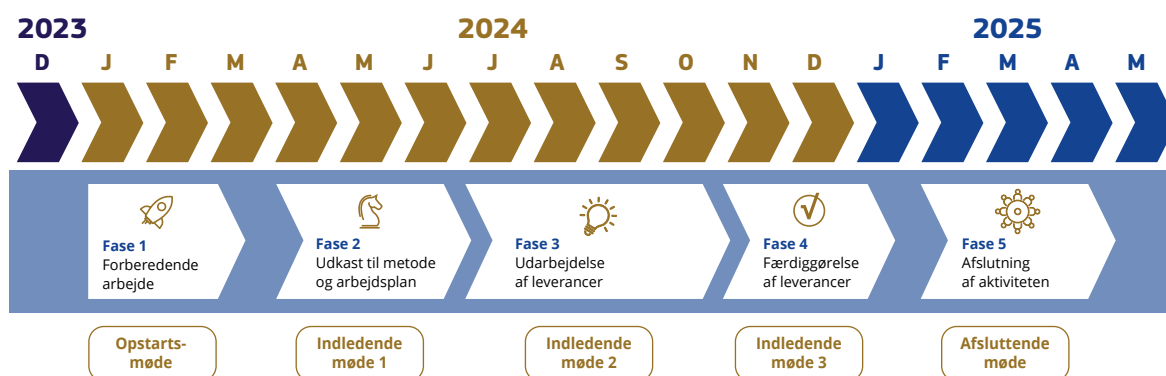 2023 2024 2025
D J F M A M J J A S O N D J F M A M
Fase 1
Forberedende
arbejde
Fase 2
Udkast til metode
og arbejdsplan
Fase 3
Udarbejdelse
af leverancer
Fase 4
Færdiggørelse
af leverancer
Fase 5
Afslutning
af aktiviteten
Opstarts-
møde
Indledende
møde 1
Indledende
møde 2
Indledende
møde 3
Afsluttende
møde